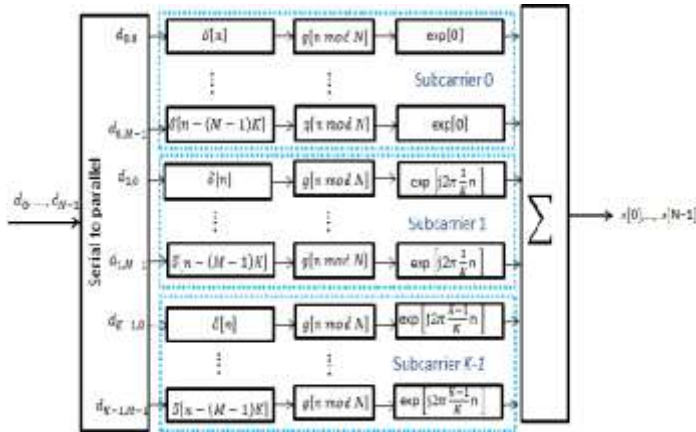 d_{0,0} δ[n] g[n mod N] exp[0]
Subcarrier 0
d_{0,M-1} δ[n-(M-1)K] g[n mod N] exp[0]
d_{1,0} δ[n] g[n mod N] exp[j2π 1/K n]
d_0, ..., d_{N-1}
Serial to parallel
Subcarrier 1
∑
x[0], ..., x[N-1]
d_{1,M-1} δ[n-(M-1)K] g[n mod N] exp[j2π 1/K n]
d_{K-1,0} δ[n] g[n mod N] exp[j2π K-1/K n]
Subcarrier K-1
d_{K-1,M-1} δ[n-(M-1)K] g[n mod N] exp[j2π K-1/K n]